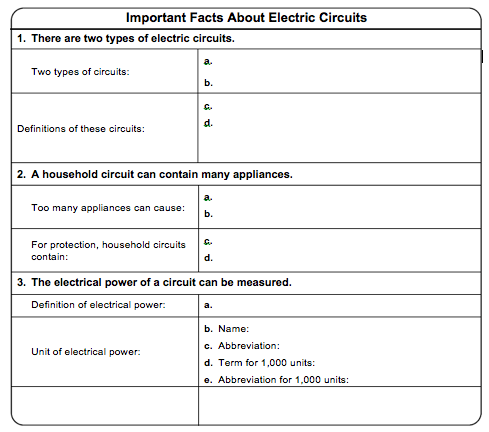 Important Facts About Electric Circuits
1. There are two types of electric circuits.
Two types of circuits:
a.
b.
Definitions of these circuits:
c.
d.
2. A household circuit can contain many appliances.
Too many appliances can cause:
a.
b.
For protection, household circuits
contain:
c.
d.
3. The electrical power of a circuit can be measured.
Definition of electrical power:
a.
Unit of electrical power:
b. Name:
c. Abbreviation:
d. Term for 1,000 units:
e. Abbreviation for 1,000 units: